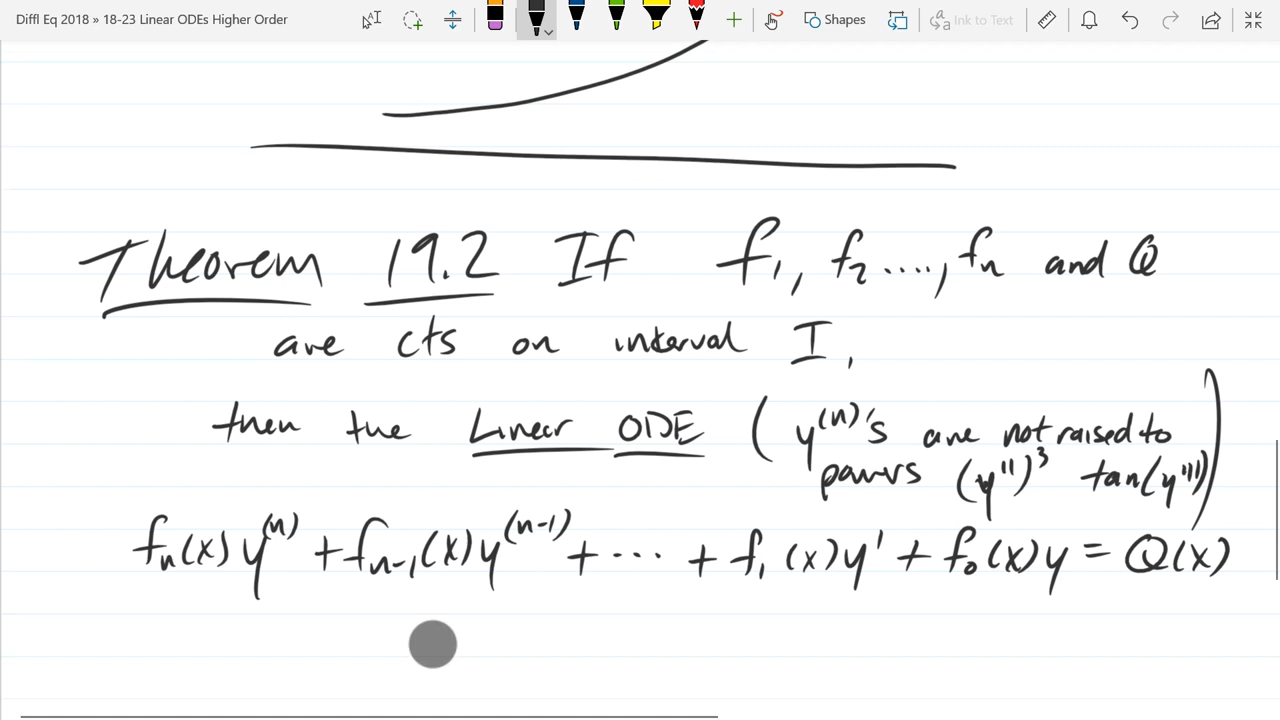 Diffl Eq 2018 » 18-23 Linear ODEs Higher Order
Shapes
Ink to Text
Theorem 19.2 If f₁, f₂ ...., fₙ and Q
are cts on interval I,
then the Linear ODE ( y⁽ⁿ⁾'s are not raised to
powers (y'')³ tan(y''') )
fₙ(x)y⁽ⁿ⁾ + fₙ₋₁(x)y⁽ⁿ⁻¹⁾ + ... + f₁(x)y' + f₀(x)y = Q(x)